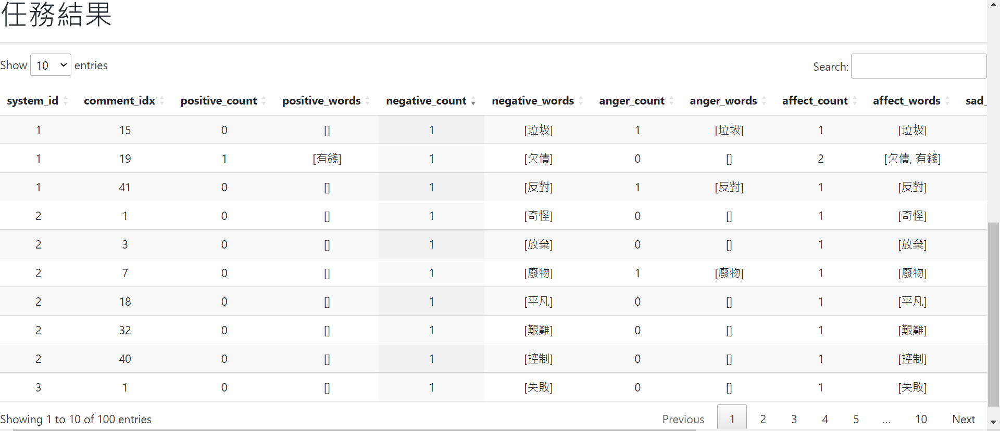 任務結果
Show 10 entries Search:
system_id comment_idx positive_count positive_words negative_count negative_words anger_count anger_words affect_count affect_words sad_
1 15 0 [] 1 [垃圾] 1 [垃圾] 1 [垃圾]
1 19 1 [有錢] 1 [欠債] 0 [] 2 [欠債, 有錢]
1 41 0 [] 1 [反對] 1 [反對] 1 [反對]
2 1 0 [] 1 [奇怪] 0 [] 1 [奇怪]
2 3 0 [] 1 [放棄] 0 [] 1 [放棄]
2 7 0 [] 1 [廢物] 1 [廢物] 1 [廢物]
2 18 0 [] 1 [平凡] 0 [] 1 [平凡]
2 32 0 [] 1 [艱難] 0 [] 1 [艱難]
2 40 0 [] 1 [控制] 0 [] 1 [控制]
3 1 0 [] 1 [失敗] 0 [] 1 [失敗]
Showing 1 to 10 of 100 entries Previous 1 2 3 4 5 … 10 Next